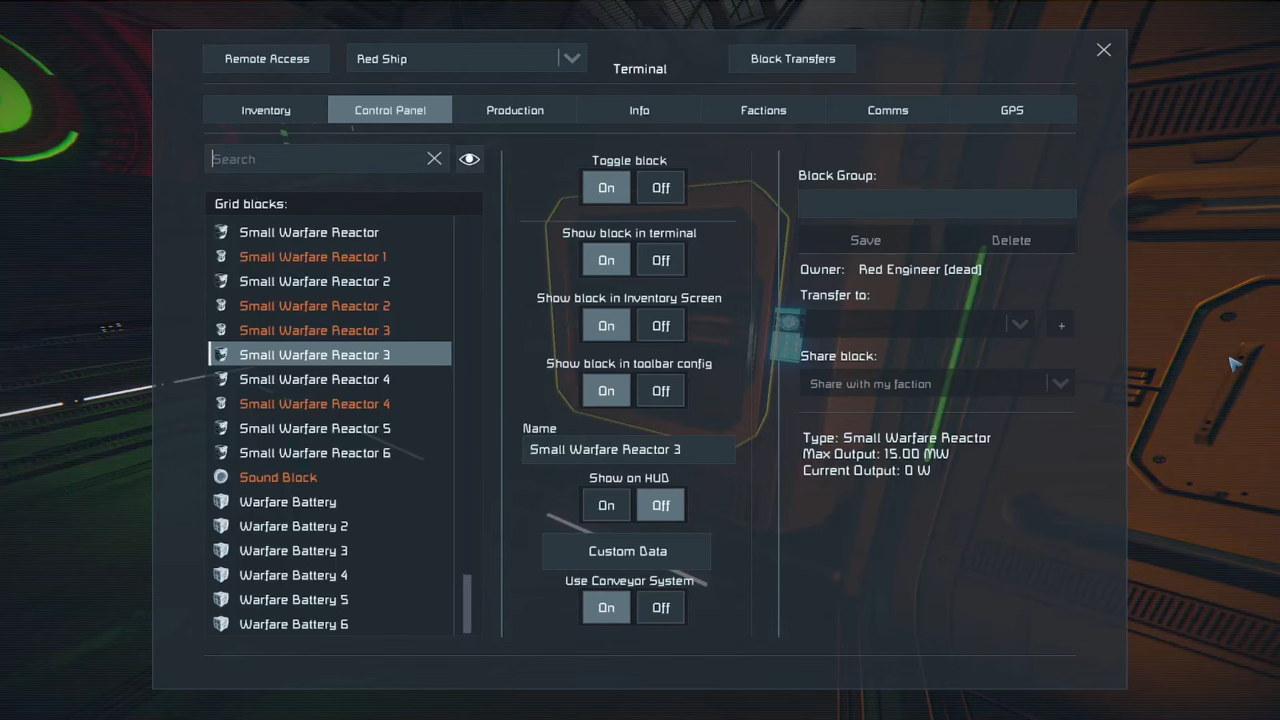 Remote Access
Red Ship
Terminal
Block Transfers
Inventory
Control Panel
Production
Info
Factions
Comms
GPS
Search
Grid blocks:
Small Warfare Reactor
Small Warfare Reactor 1
Small Warfare Reactor 2
Small Warfare Reactor 2
Small Warfare Reactor 3
Small Warfare Reactor 3
Small Warfare Reactor 4
Small Warfare Reactor 4
Small Warfare Reactor 5
Small Warfare Reactor 6
Sound Block
Warfare Battery
Warfare Battery 2
Warfare Battery 3
Warfare Battery 4
Warfare Battery 5
Warfare Battery 6
Toggle block
On Off
Show block in terminal
On Off
Show block in Inventory Screen
On Off
Show block in toolbar config
On Off
Name
Small Warfare Reactor 3
Show on HUD
On Off
Custom Data
Use Conveyor System
On Off
Block Group:
Save Delete
Owner: Red Engineer [dead]
Transfer to:
+
Share block:
Share with my faction
Type: Small Warfare Reactor
Max Output: 15.00 MW
Current Output: 0 W